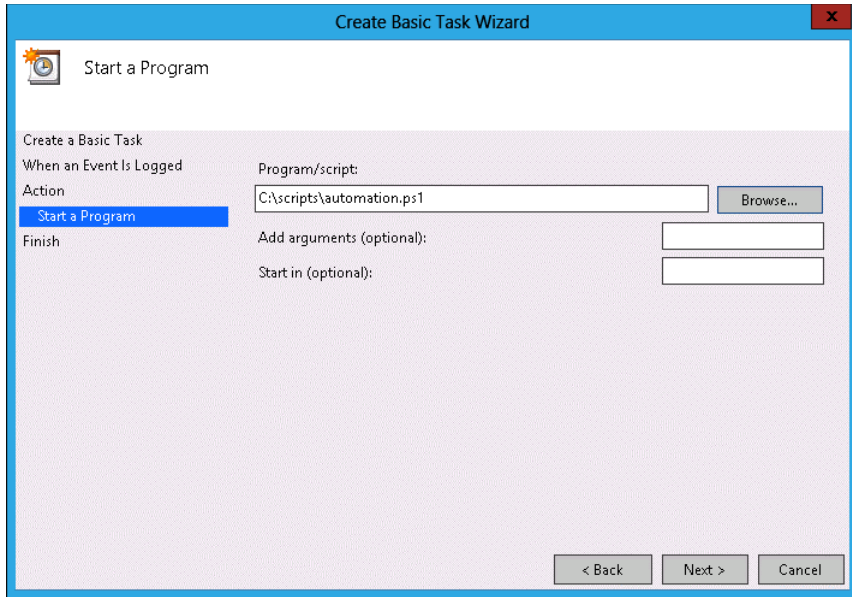 Create Basic Task Wizard
x
Start a Program
Create a Basic Task
When an Event Is Logged
Action
Start a Program
Finish
Program/script:
C:\scripts\automation.ps1
Browse...
Add arguments (optional):
Start in (optional):
< Back
Next >
Cancel